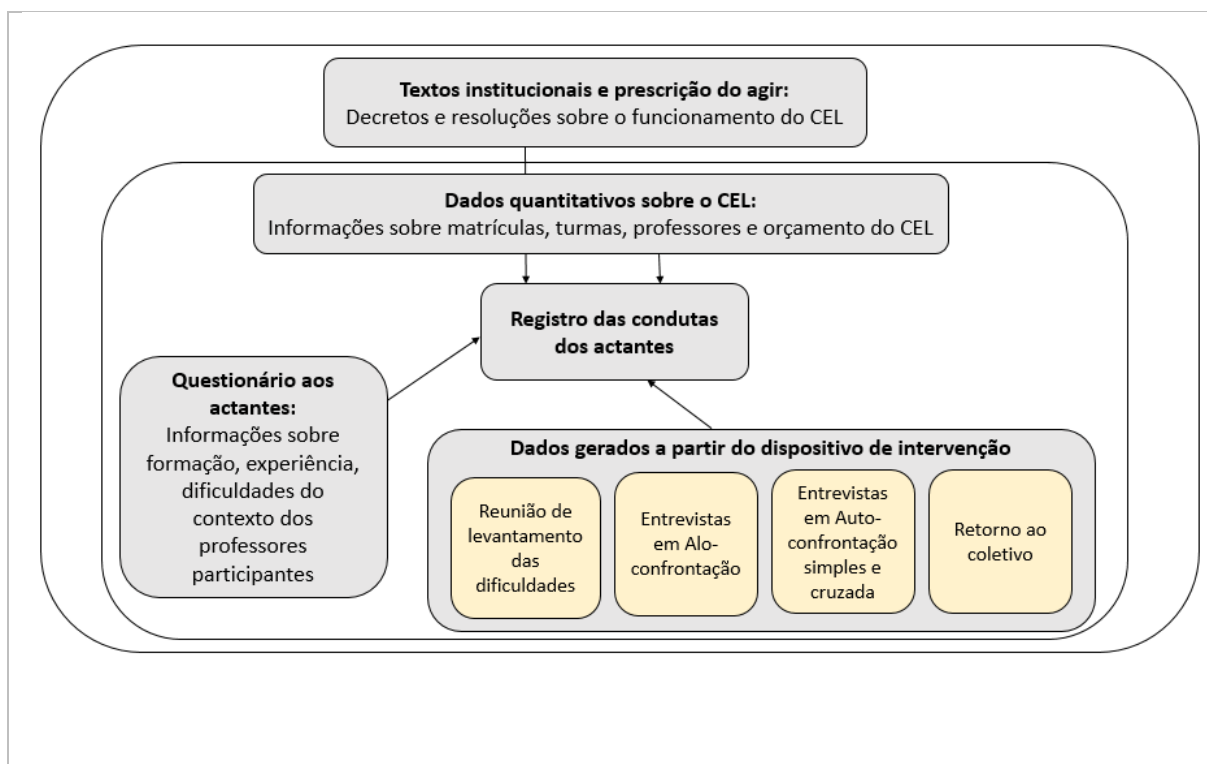 Textos institucionais e prescrição do agir:
Decretos e resoluções sobre o funcionamento do CEL
Dados quantitativos sobre o CEL:
Informações sobre matrículas, turmas, professores e orçamento do CEL
Registro das condutas
dos actantes
Questionário aos
actantes:
Informações sobre
formação, experiência,
dificuldades do
contexto dos
professores
participantes
Dados gerados a partir do dispositivo de intervenção
Reunião de
levantamento
das
dificuldades
Entrevistas
em Alo-
confrontação
Entrevistas
em Auto-
confrontação
simples e
cruzada
Retorno ao
coletivo